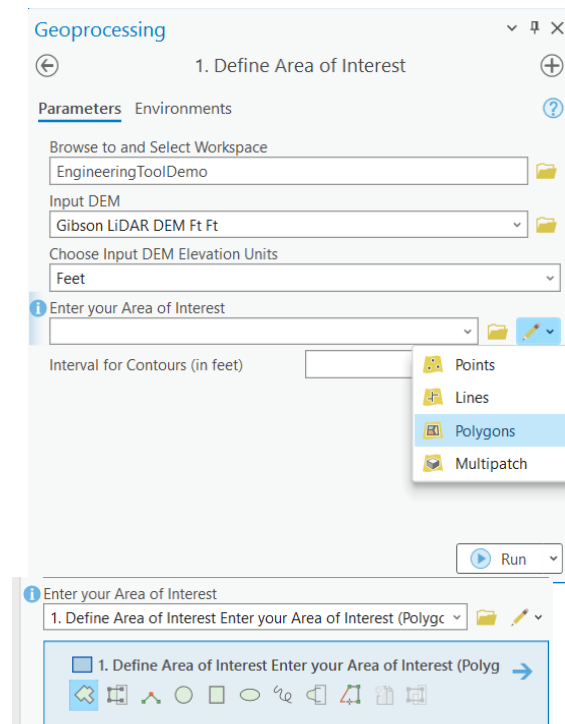 Geoprocessing
1. Define Area of Interest
Parameters Environments
Browse to and Select Workspace
EngineeringToolDemo
Input DEM
Gibson LiDAR DEM Ft Ft
Choose Input DEM Elevation Units
Feet
Enter your Area of Interest
Interval for Contours (in feet)
Points
Lines
Polygons
Multipatch
Run
Enter your Area of Interest
1. Define Area of Interest Enter your Area of Interest (Polygc
1. Define Area of Interest Enter your Area of Interest (Polyg